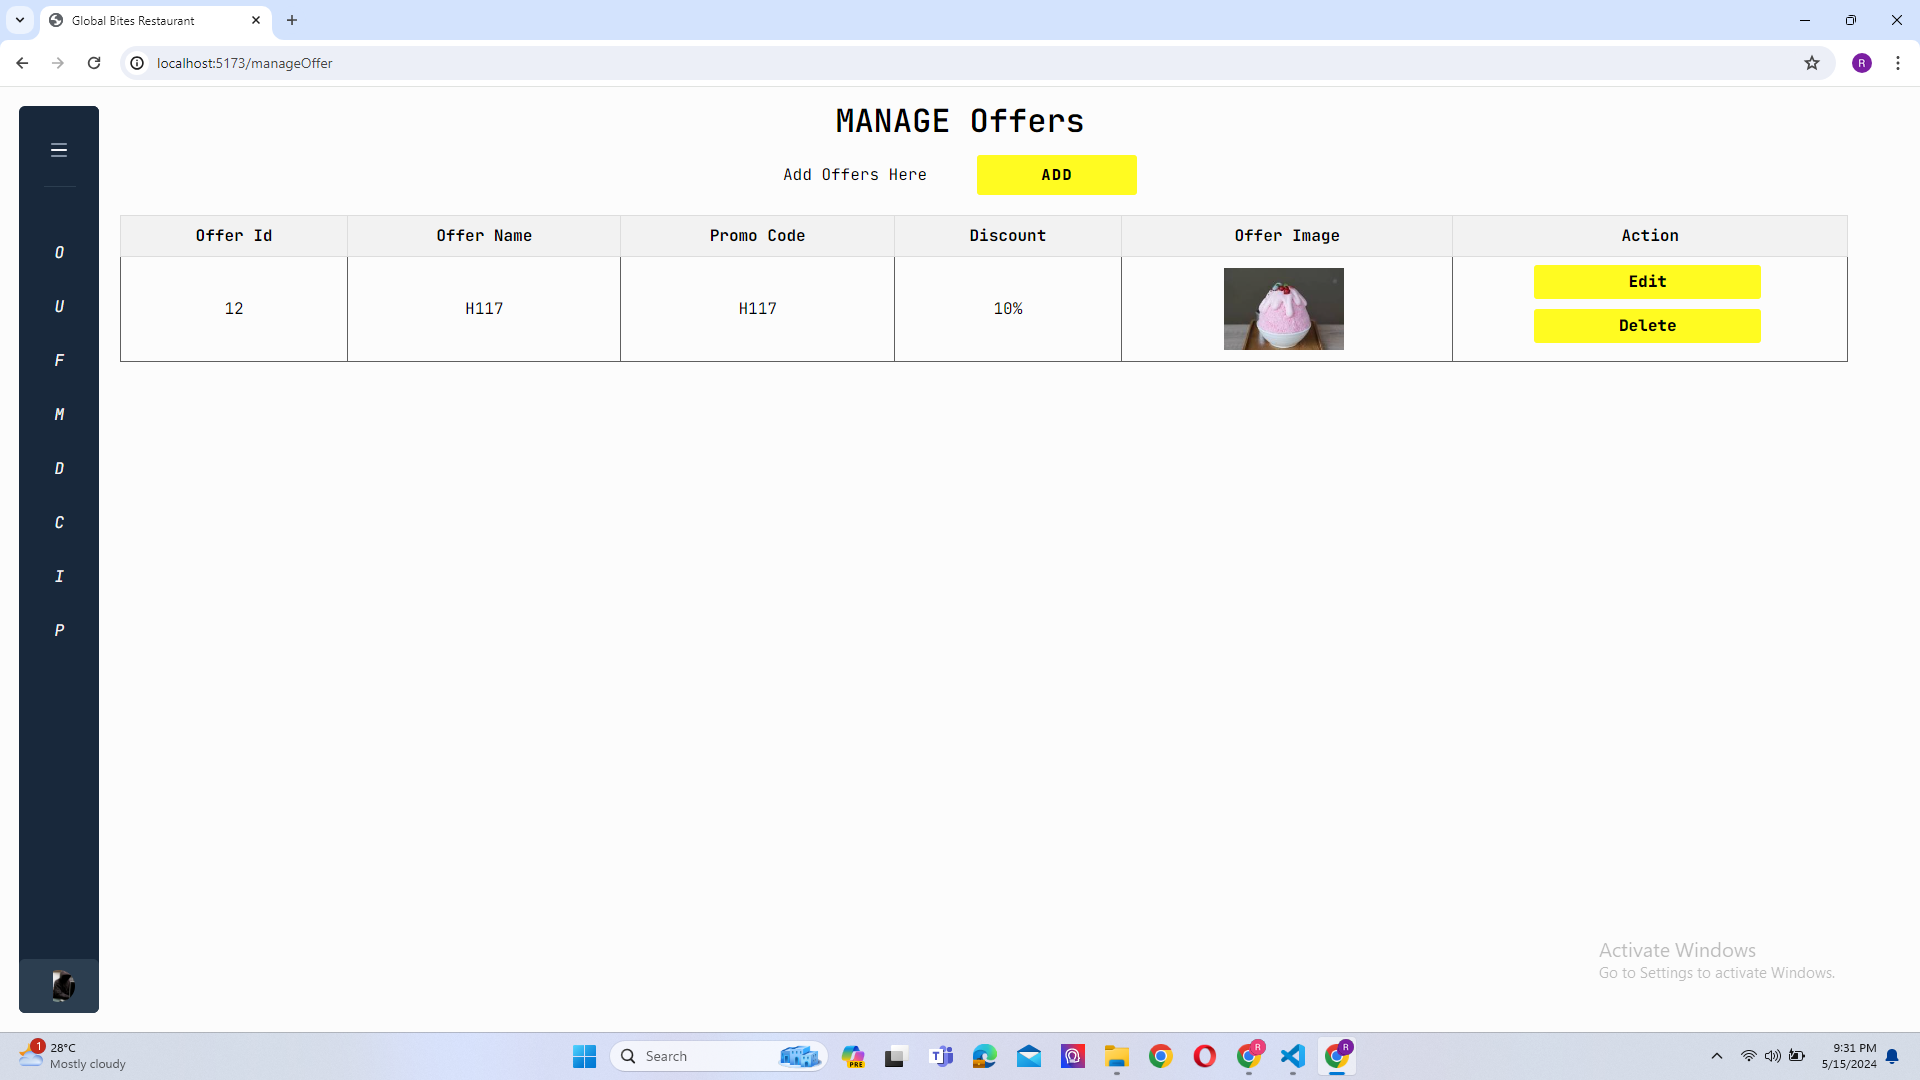 Global Bites Restaurant
localhost:5173/manageOffer
R
MANAGE Offers
Add Offers Here
ADD
Offer Id Offer Name Promo Code Discount Offer Image Action
12 H117 H117 10% Edit
Delete
O
U
F
M
D
C
I
P
Activate Windows
Go to Settings to activate Windows.
1
28°C
Mostly cloudy
Search
PRE
R
R
9:31 PM
5/15/2024